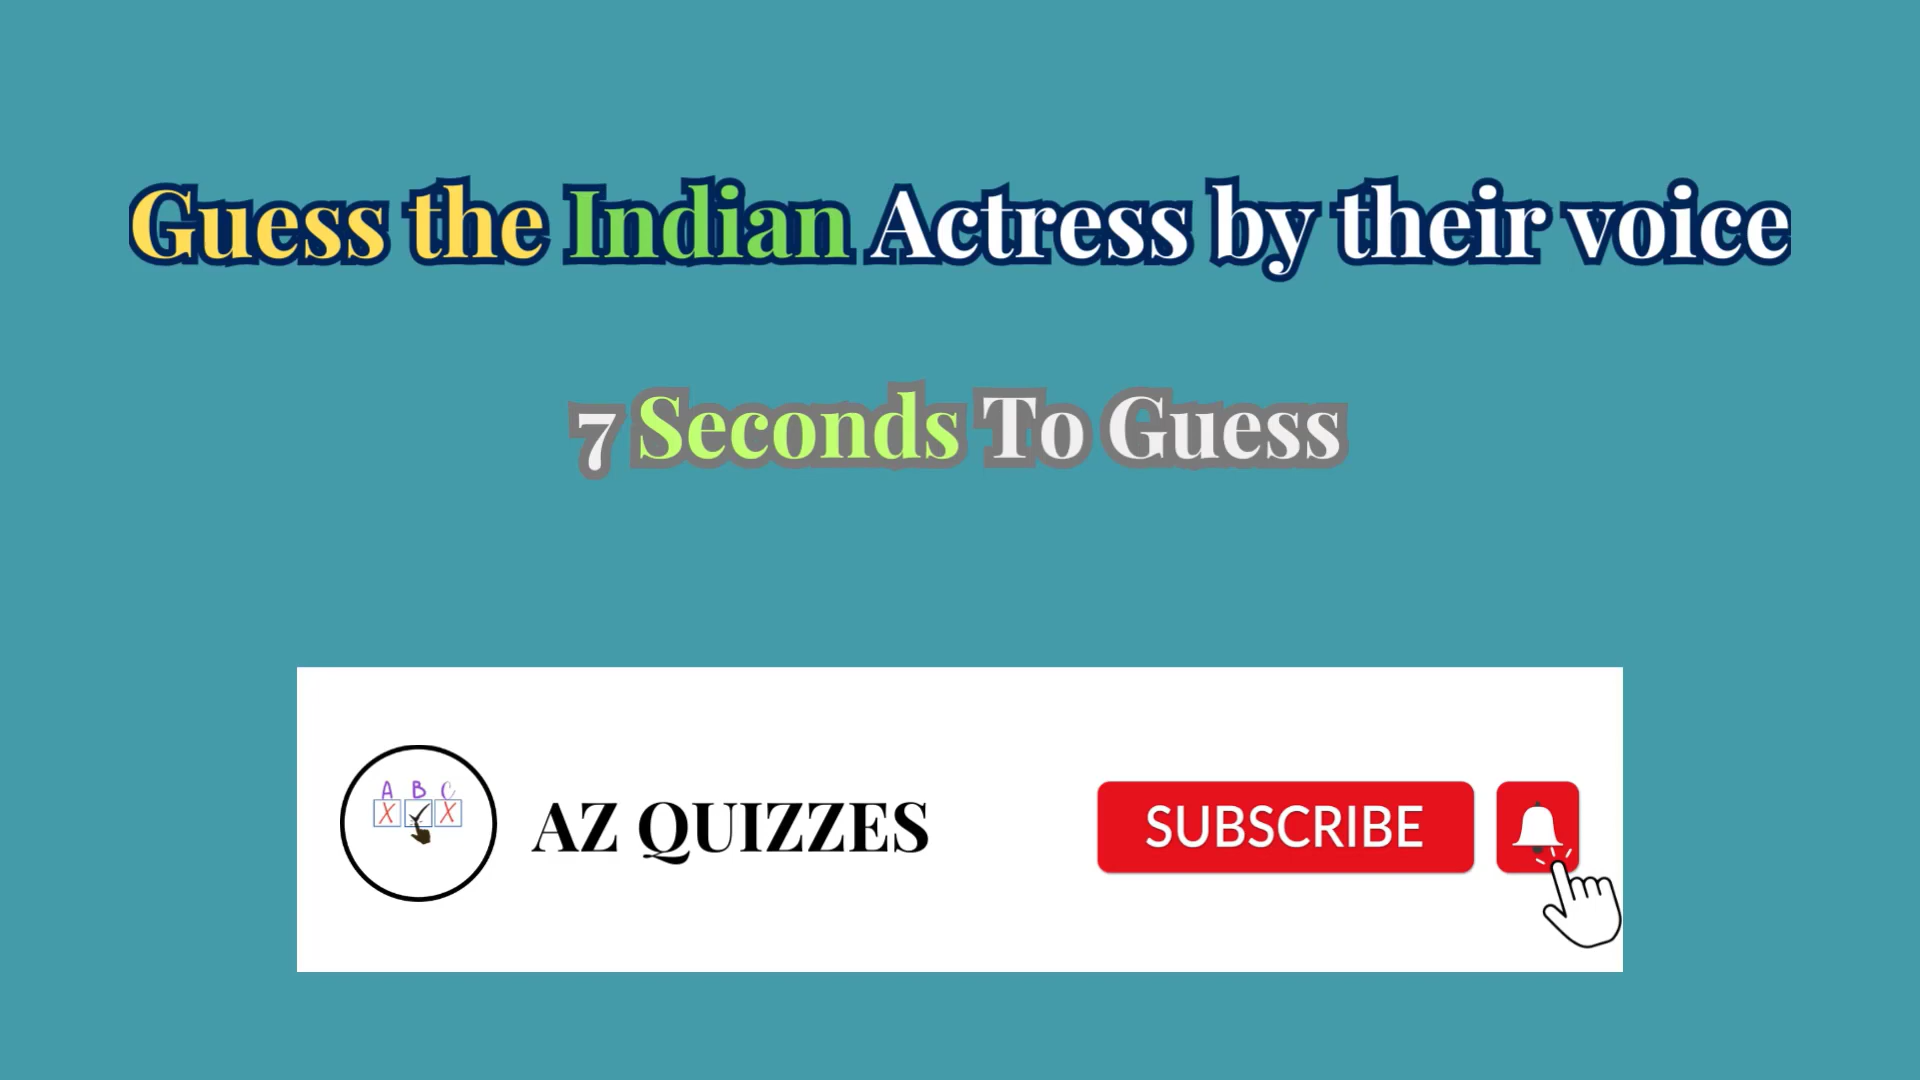 Guess the Indian Actress by their voice
7 Seconds To Guess
A B C
X ✓ X
AZ QUIZZES
SUBSCRIBE